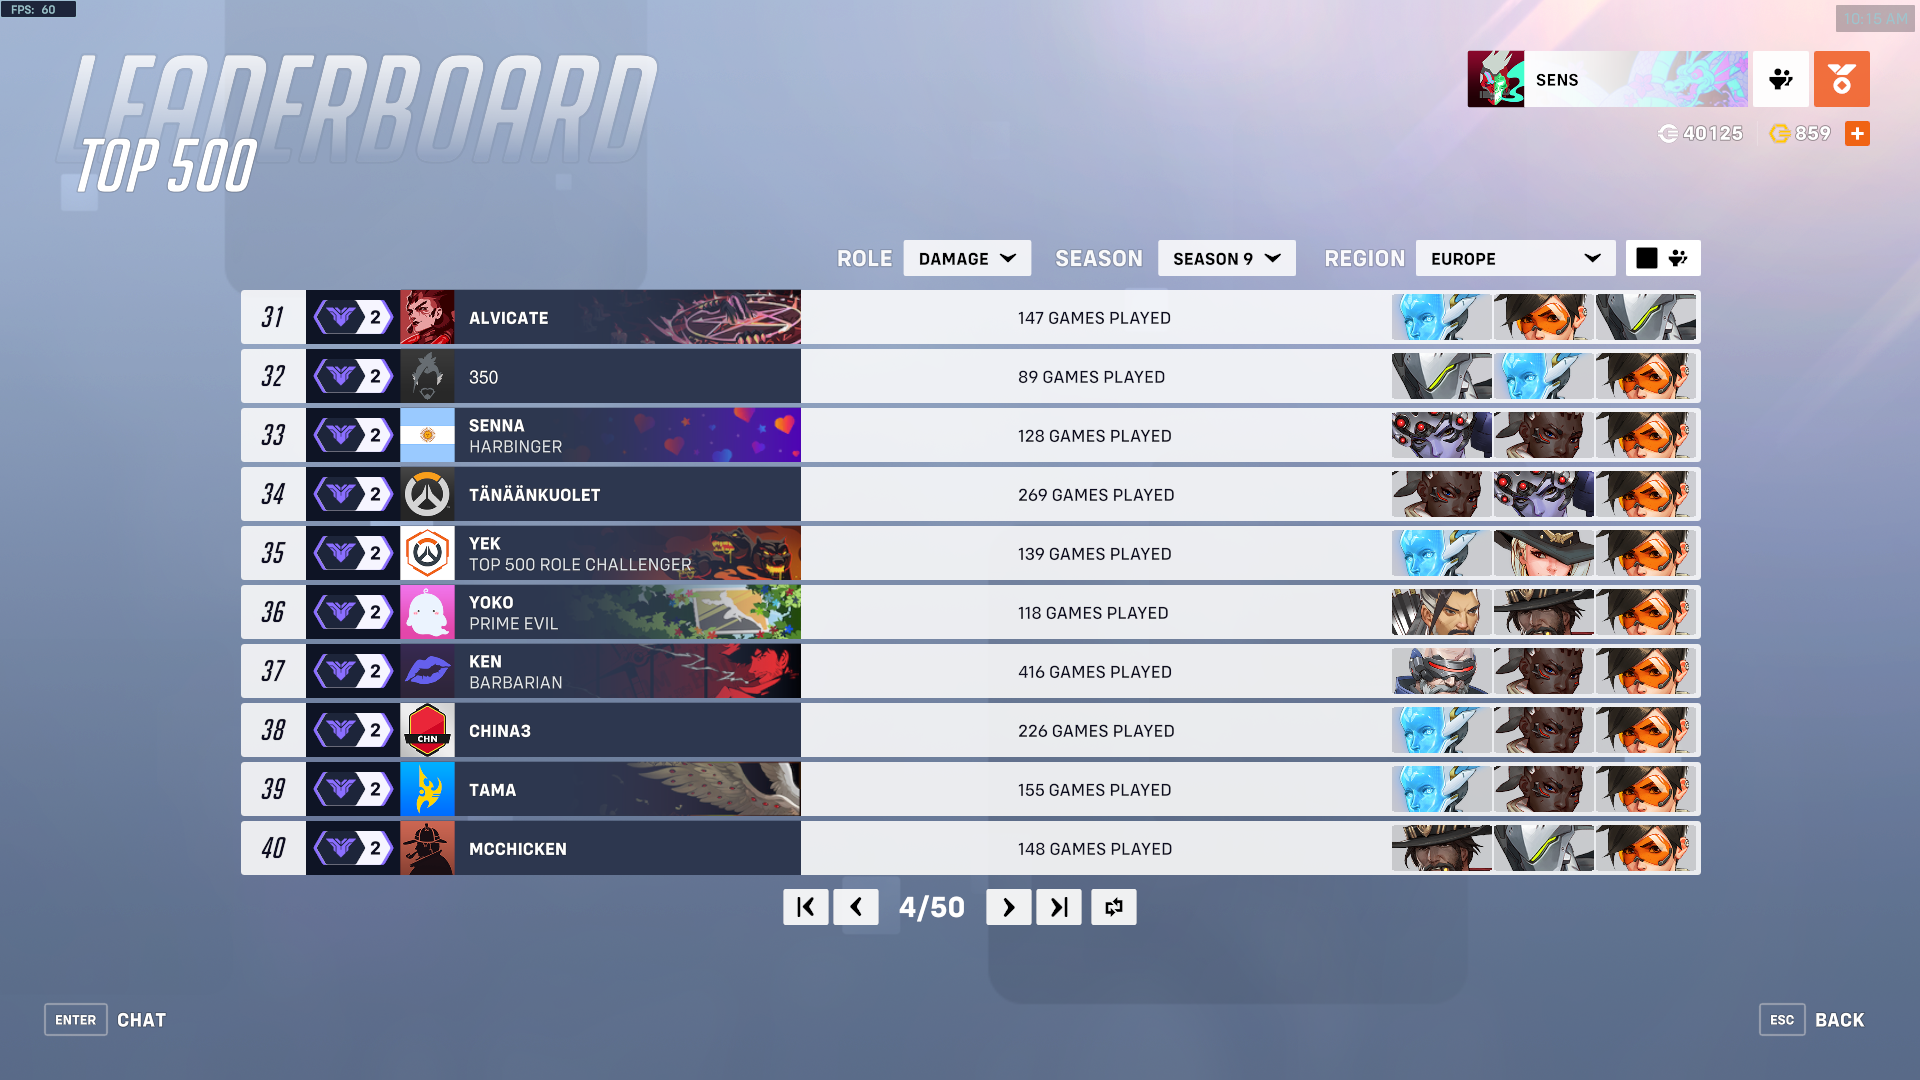 FPS: 60
10:15 AM
LEADERBOARD
TOP 500
SENS
40125 859
ROLE DAMAGE SEASON SEASON 9 REGION EUROPE
31 2 ALVICATE 147 GAMES PLAYED
32 2 350 89 GAMES PLAYED
33 2 SENNA 128 GAMES PLAYED
HARBINGER
34 2 TÄNÄÄNKUOLET 269 GAMES PLAYED
35 2 YEK 139 GAMES PLAYED
TOP 500 ROLE CHALLENGER
36 2 YOKO 118 GAMES PLAYED
PRIME EVIL
37 2 KEN 416 GAMES PLAYED
BARBARIAN
38 2 CHN CHINA3 226 GAMES PLAYED
39 2 TAMA 155 GAMES PLAYED
40 2 MCCHICKEN 148 GAMES PLAYED
4/50
ENTER CHAT
ESC BACK